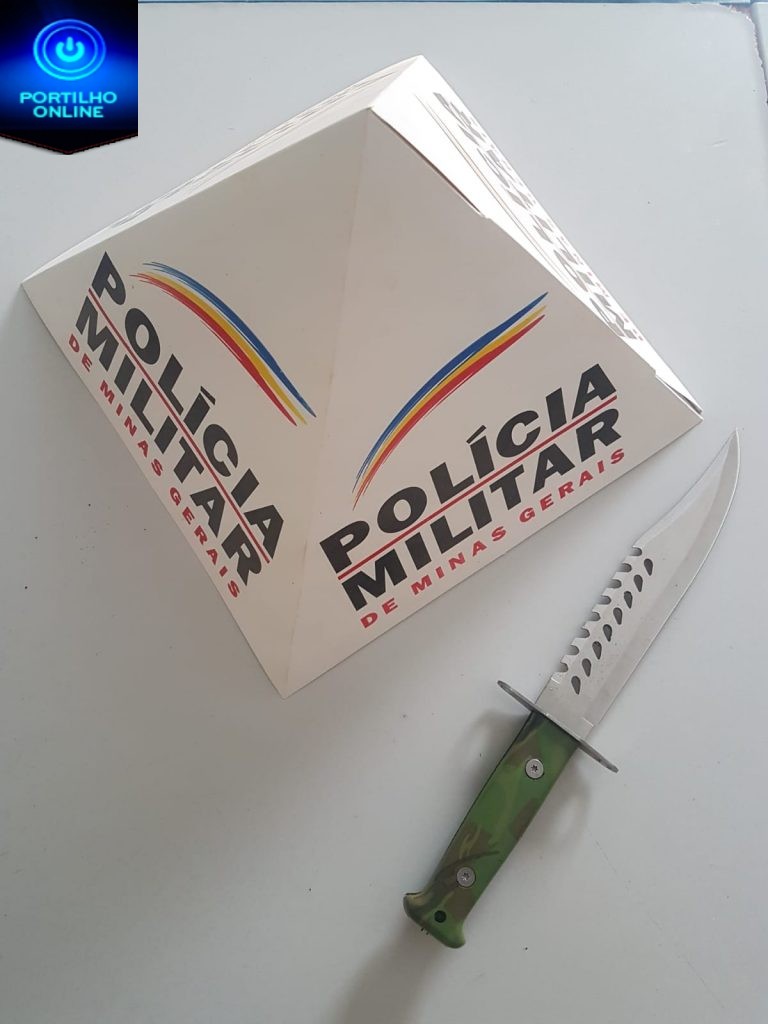 PORTILHO
ONLINE
POLÍCIA
MILITAR
DE MINAS GERAIS
POLÍCIA
MILITAR
DE MINAS GERAIS